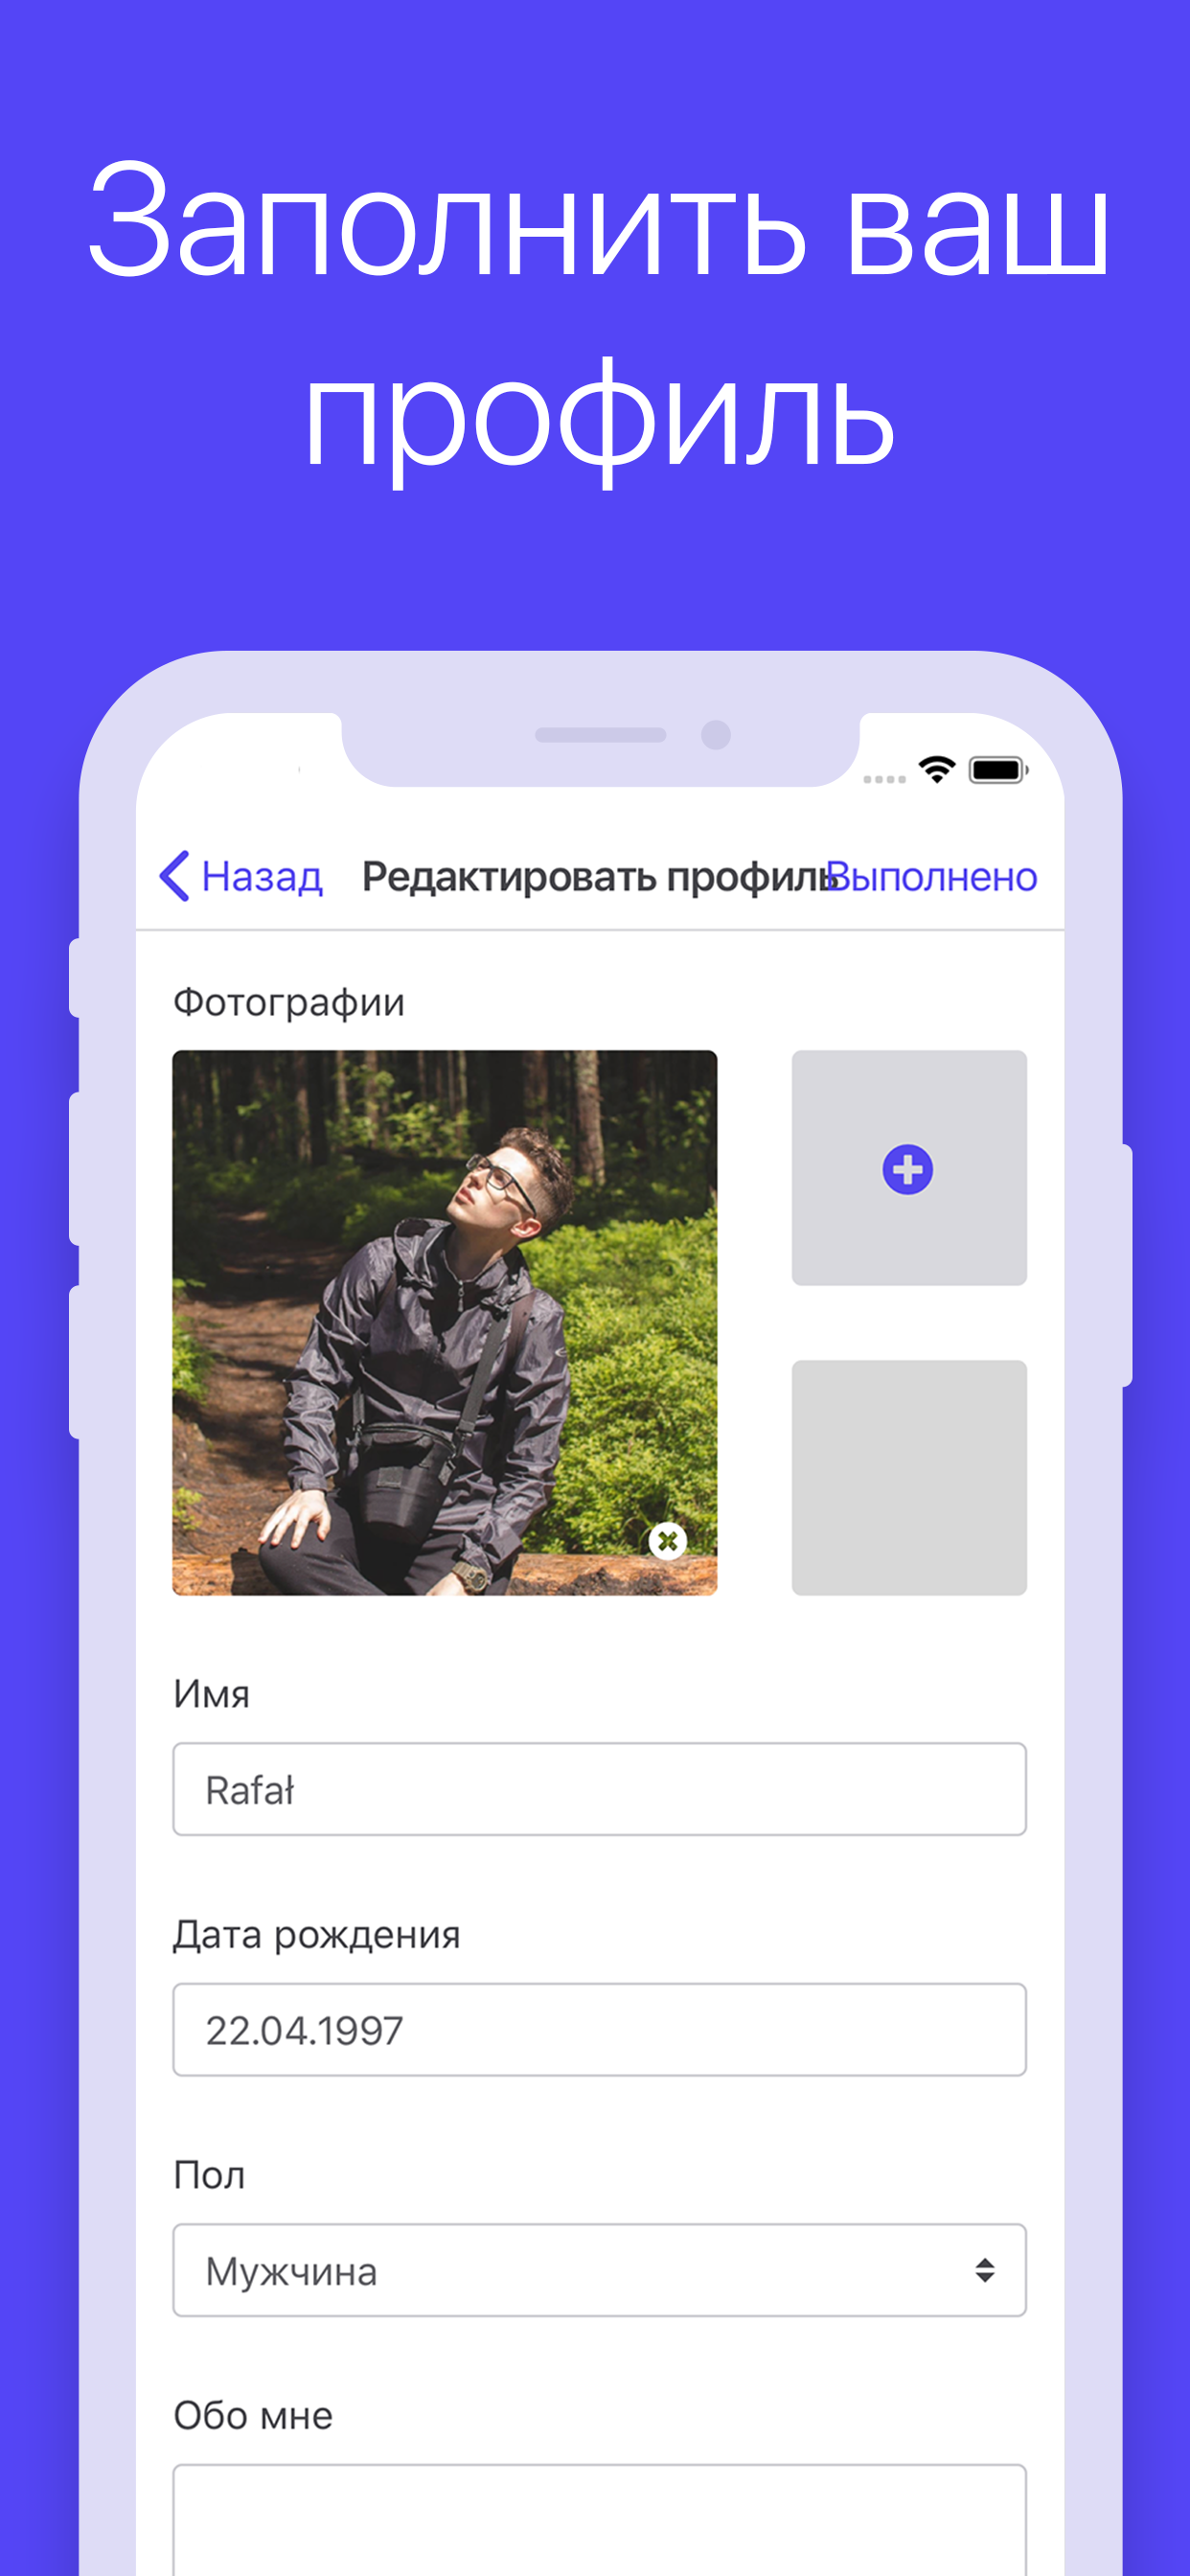 Заполнить ваш
профиль
Назад Редактировать профиль Выполнено
Фотографии
Имя
Rafał
Дата рождения
22.04.1997
Пол
Мужчина
Обо мне